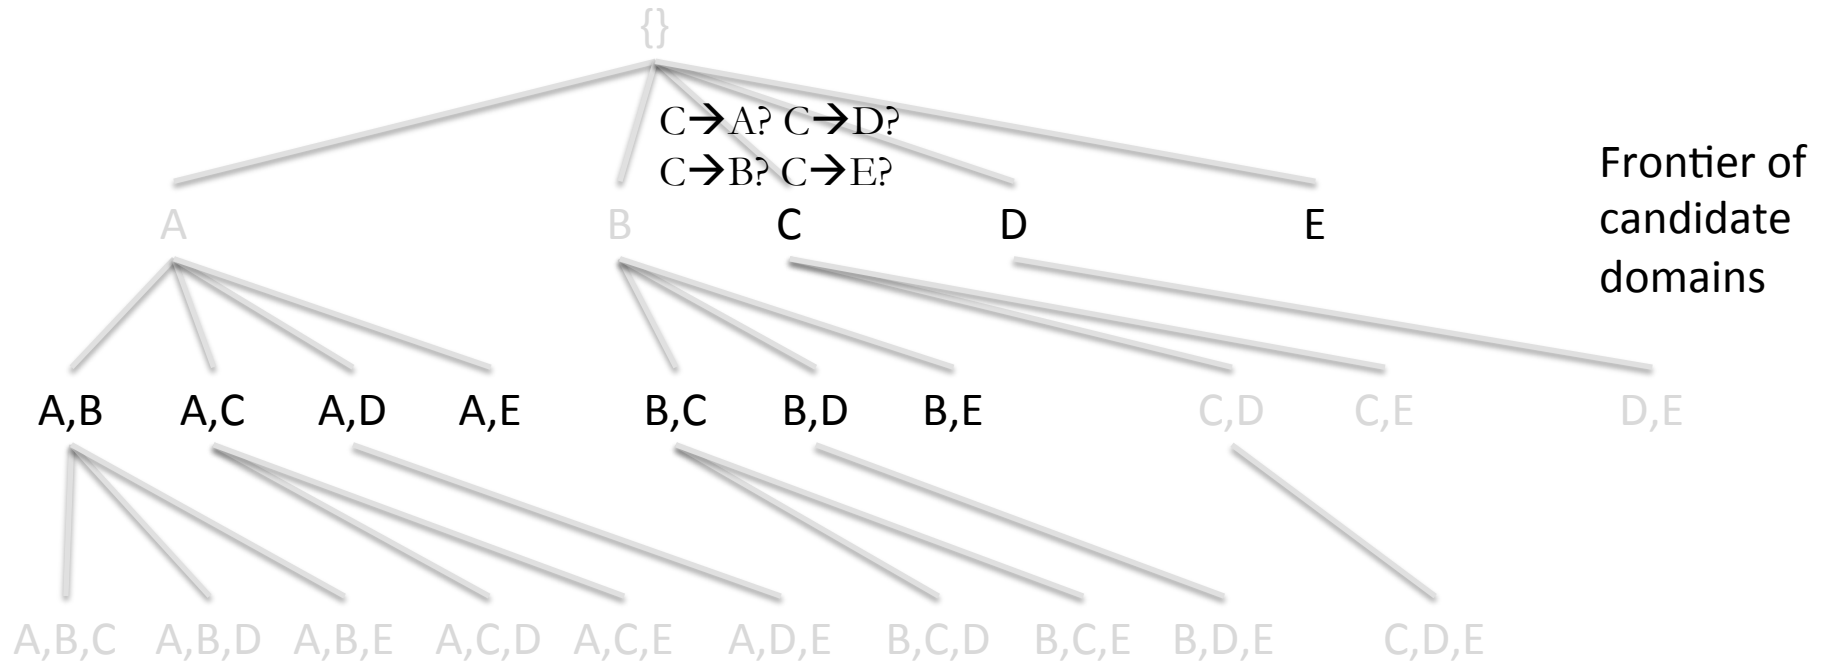 {}
C➔A? C➔D?
C➔B? C➔E?
Frontier of
candidate
domains
A B C D E
A,B A,C A,D A,E B,C B,D B,E C,D C,E D,E
A,B,C A,B,D A,B,E A,C,D A,C,E A,D,E B,C,D B,C,E B,D,E C,D,E